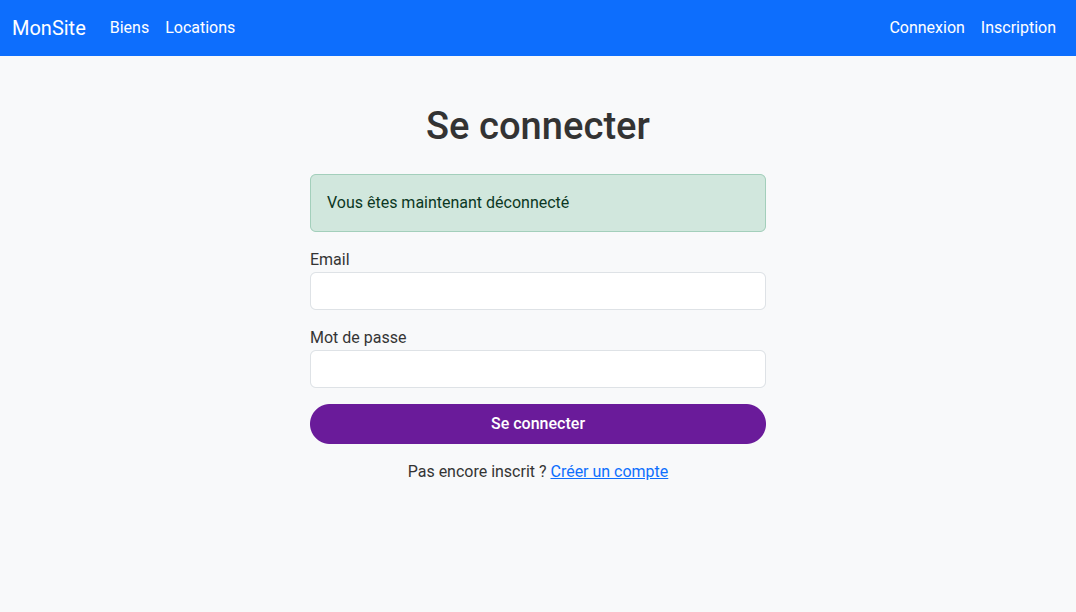 MonSite Biens Locations Connexion Inscription
Se connecter
Vous êtes maintenant déconnecté
Email
Mot de passe
Se connecter
Pas encore inscrit ? Créer un compte